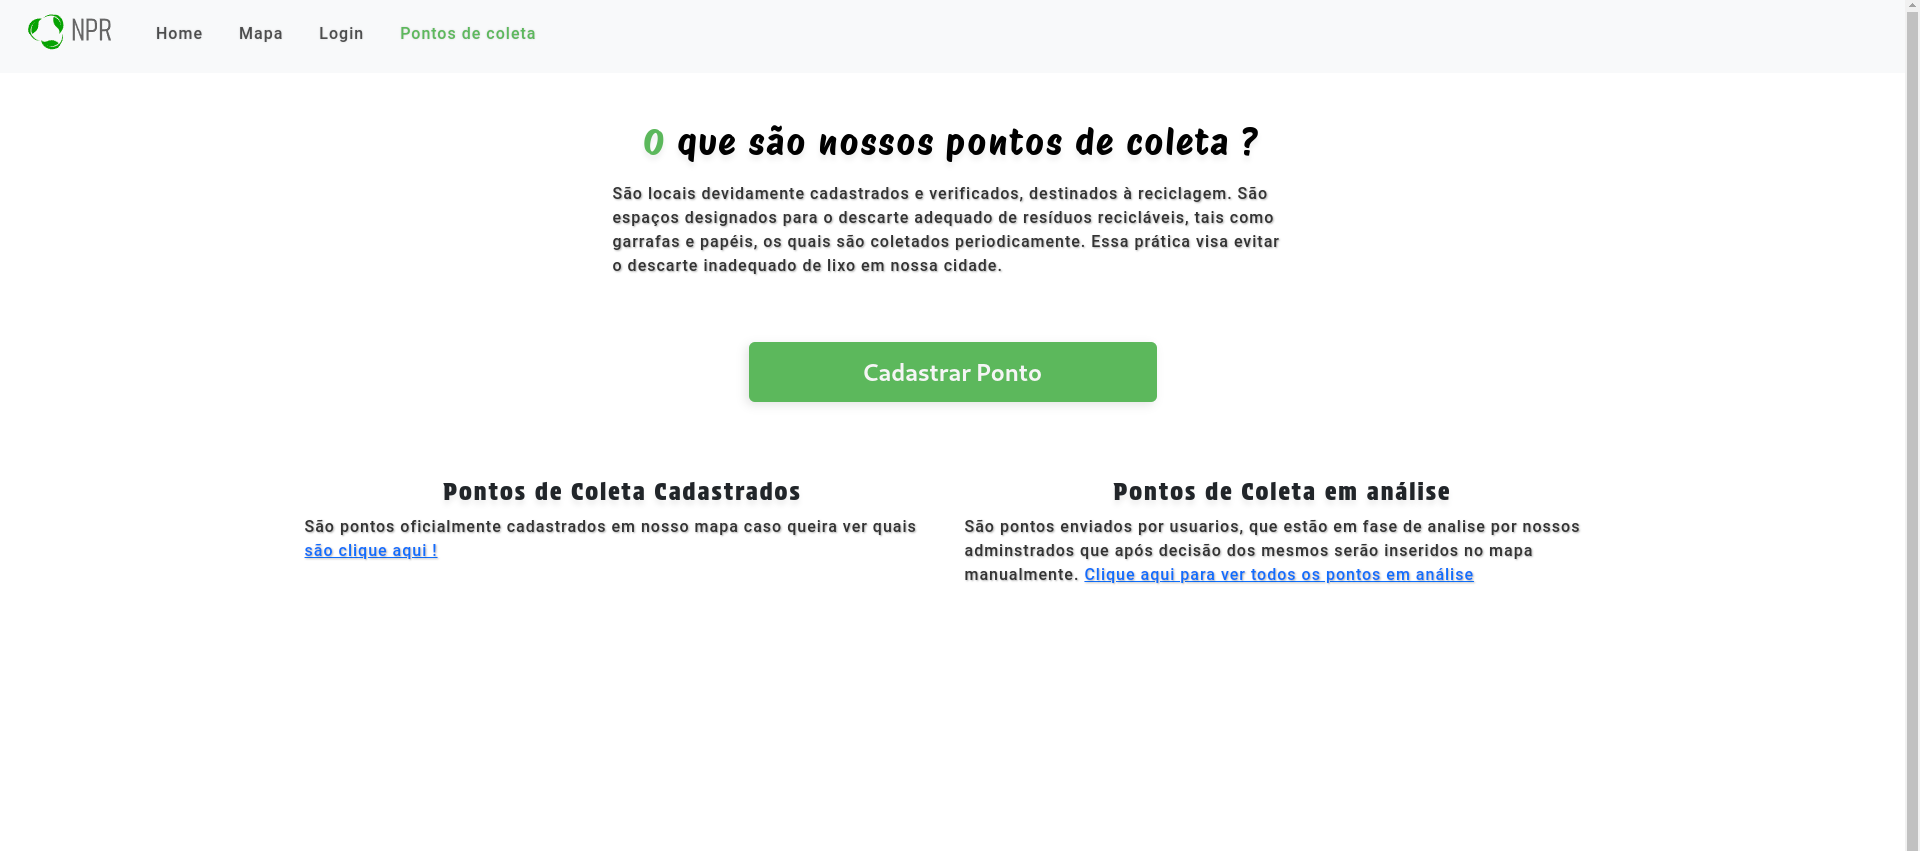 NPR
Home
Mapa
Login
Pontos de coleta
O que são nossos pontos de coleta ?
São locais devidamente cadastrados e verificados, destinados à reciclagem. São
espaços designados para o descarte adequado de resíduos recicláveis, tais como
garrafas e papéis, os quais são coletados periodicamente. Essa prática visa evitar
o descarte inadequado de lixo em nossa cidade.
Cadastrar Ponto
Pontos de Coleta Cadastrados
São pontos oficialmente cadastrados em nosso mapa caso queira ver quais
são clique aqui !
Pontos de Coleta em análise
São pontos enviados por usuarios, que estão em fase de analise por nossos
adminstrados que após decisão dos mesmos serão inseridos no mapa
manualmente. Clique aqui para ver todos os pontos em análise